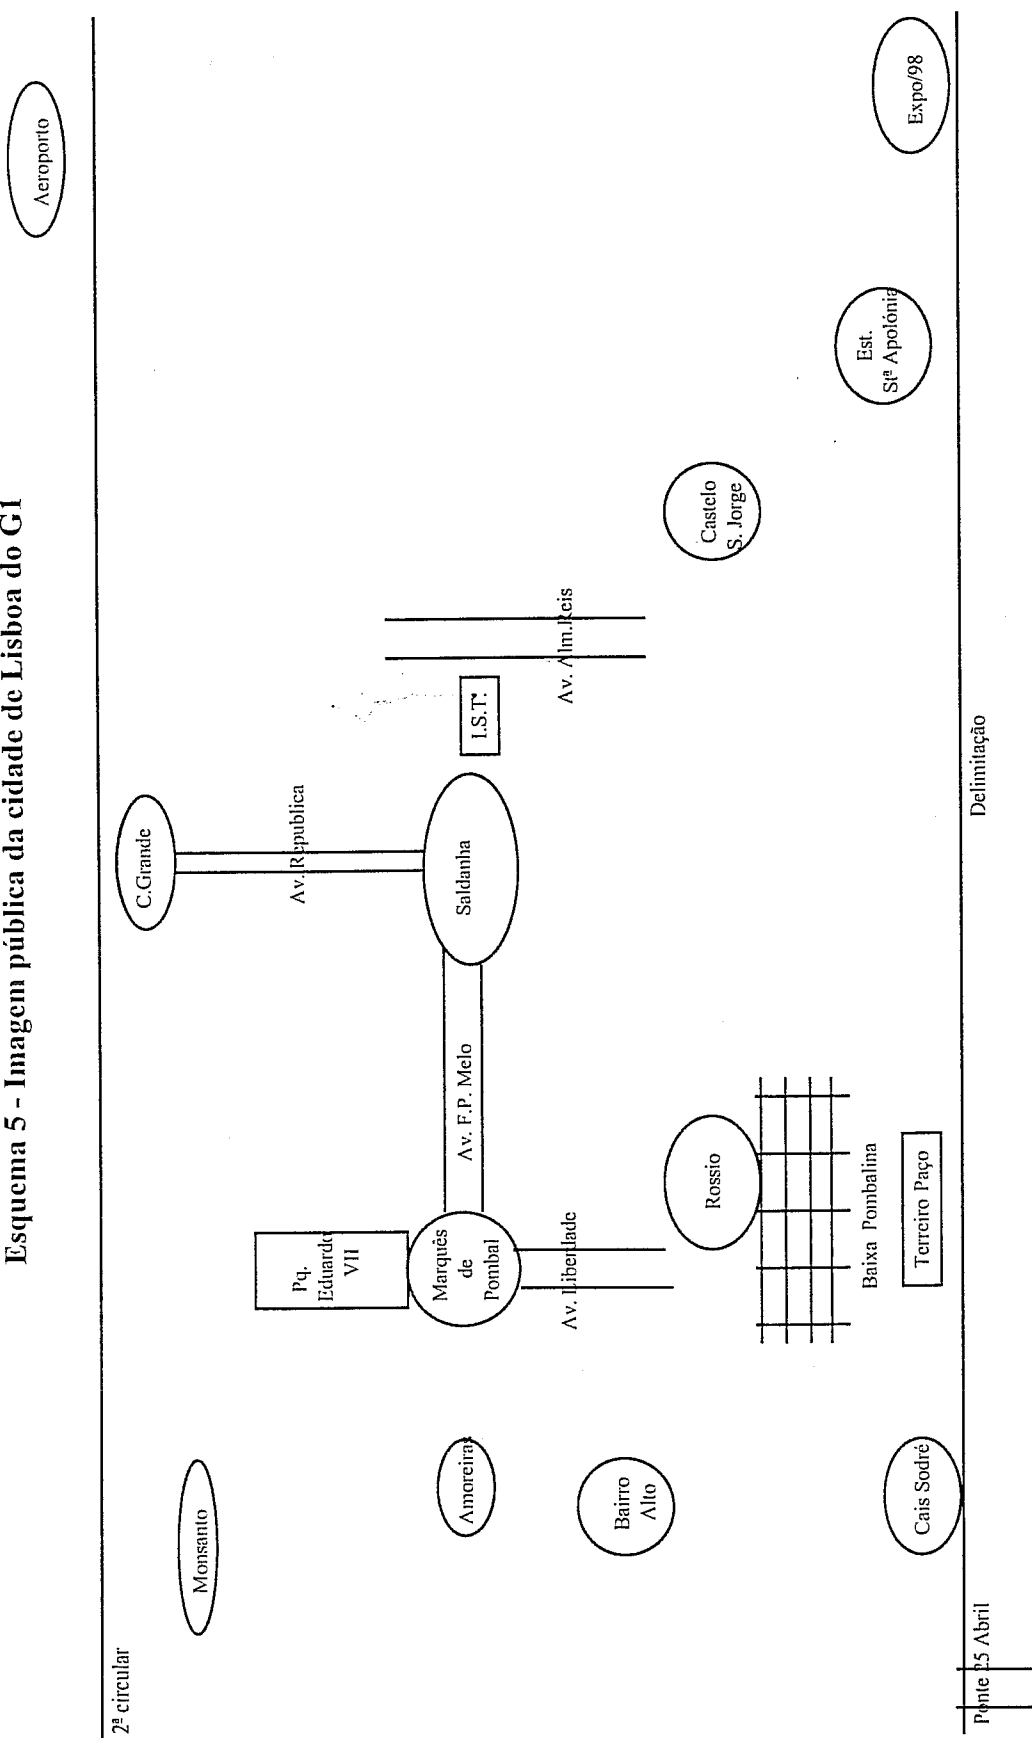 Esquema 5 - Imagem pública da cidade de Lisboa do G1
Aeroporto
2ª circular
C.Grande
Monsanto
Av. Republica
Pq.
Eduardo
VII
Marquês
de
Pombal
Av. F.P. Melo
Saldanha
I.S.T.
Amoreiras
Av. Liberdade
Av. Alm.Reis
Bairro
Alto
Rossio
Castelo
S. Jorge
Baixa Pombalina
Est.
Stª Apolónia
Cais Sodré
Terreiro Paço
Expo/98
Ponte 25 Abril
Delimitação